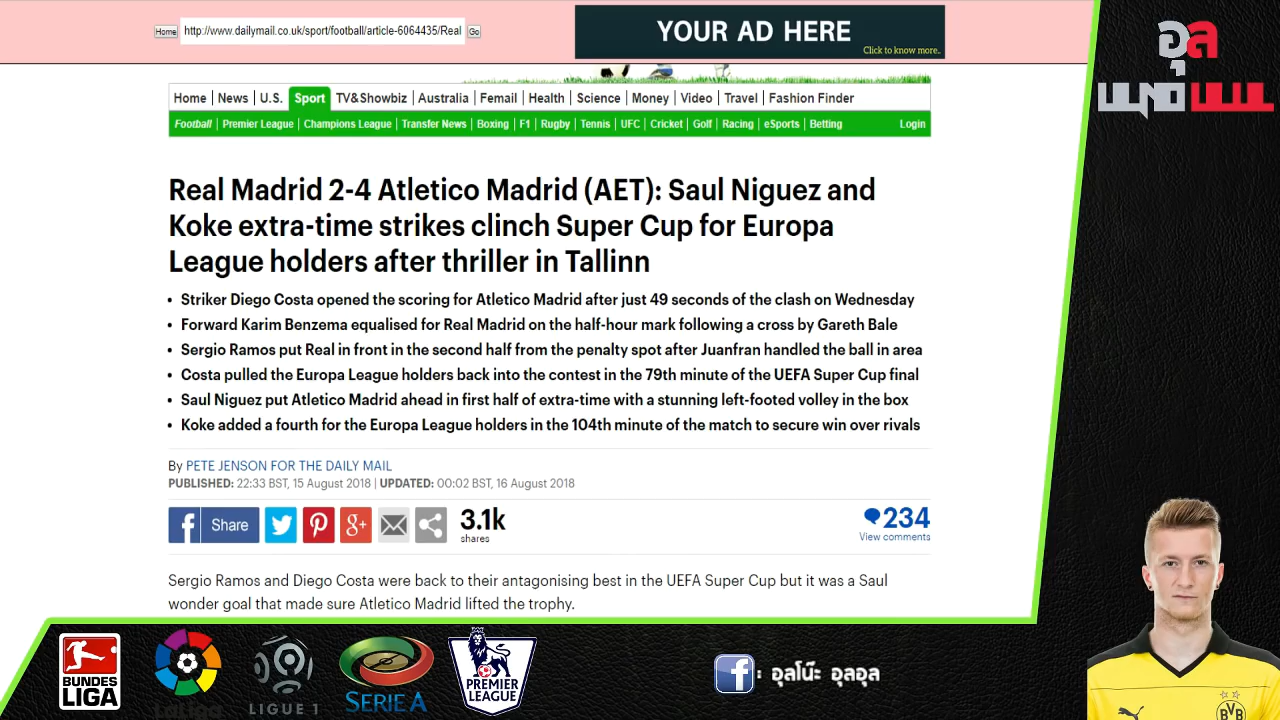 Home
http://www.dailymail.co.uk/sport/football/article-6064435/Real
Go
YOUR AD HERE
Click to know more..
อุล
Home | News | U.S. | Sport | TV&Showbiz | Australia | Femail | Health | Science | Money | Video | Travel | Fashion Finder
Football | Premier League | Champions League | Transfer News | Boxing | F1 | Rugby | Tennis | UFC | Cricket | Golf | Racing | eSports | Betting
Login
Real Madrid 2-4 Atletico Madrid (AET): Saul Niguez and
Koke extra-time strikes clinch Super Cup for Europa
League holders after thriller in Tallinn
• Striker Diego Costa opened the scoring for Atletico Madrid after just 49 seconds of the clash on Wednesday
• Forward Karim Benzema equalised for Real Madrid on the half-hour mark following a cross by Gareth Bale
• Sergio Ramos put Real in front in the second half from the penalty spot after Juanfran handled the ball in area
• Costa pulled the Europa League holders back into the contest in the 79th minute of the UEFA Super Cup final
• Saul Niguez put Atletico Madrid ahead in first half of extra-time with a stunning left-footed volley in the box
• Koke added a fourth for the Europa League holders in the 104th minute of the match to secure win over rivals
By PETE JENSON FOR THE DAILY MAIL
PUBLISHED: 22:33 BST, 15 August 2018 | UPDATED: 00:02 BST, 16 August 2018
Share
3.1k
shares
234
View comments
Sergio Ramos and Diego Costa were back to their antagonising best in the UEFA Super Cup but it was a Saul
wonder goal that made sure Atletico Madrid lifted the trophy.
BUNDES
LIGA
LaLiga
LIGUE 1
SERIE A
PREMIER
LEAGUE
: อุลโน๊ะ อุลอุล
BVB
09